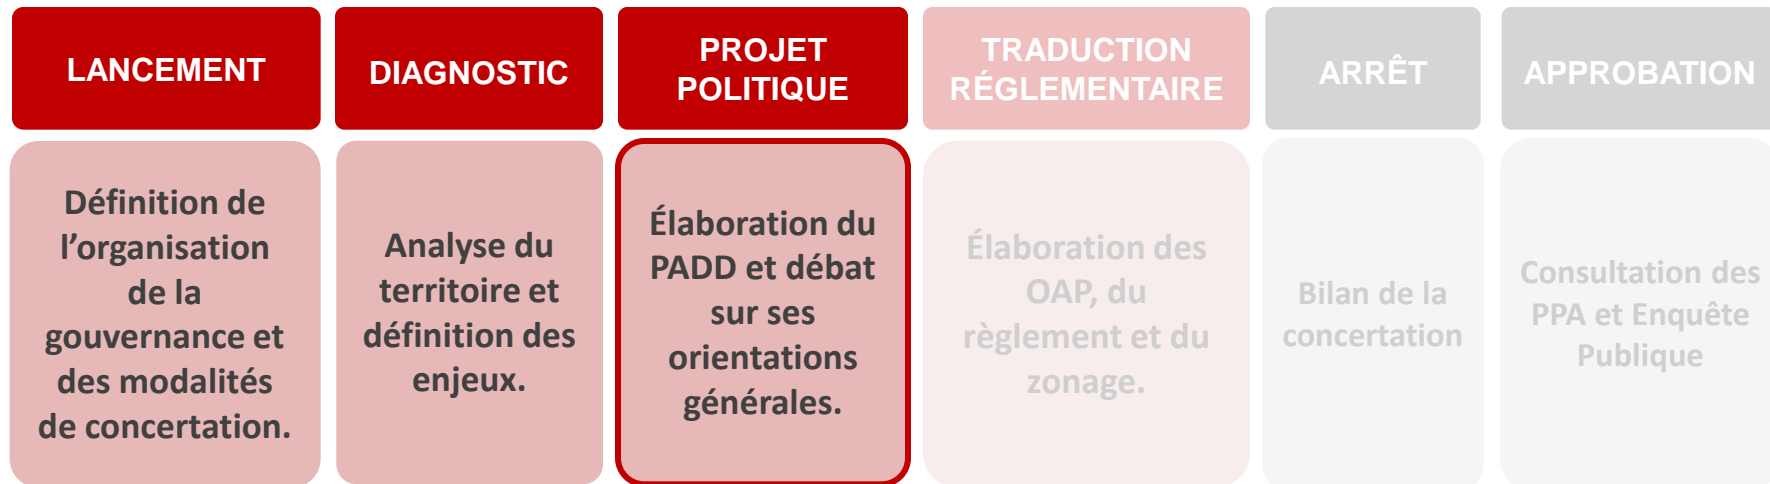 LANCEMENT
DIAGNOSTIC
PROJET
POLITIQUE
TRADUCTION
RÉGLEMENTAIRE
ARRÊT
APPROBATION
Définition de
l’organisation
de la
gouvernance et
des modalités
de concertation.
Analyse du
territoire et
définition des
enjeux.
Élaboration du
PADD et débat
sur ses
orientations
générales.
Élaboration des
OAP, du
règlement et du
zonage.
Bilan de la
concertation
Consultation des
PPA et Enquête
Publique